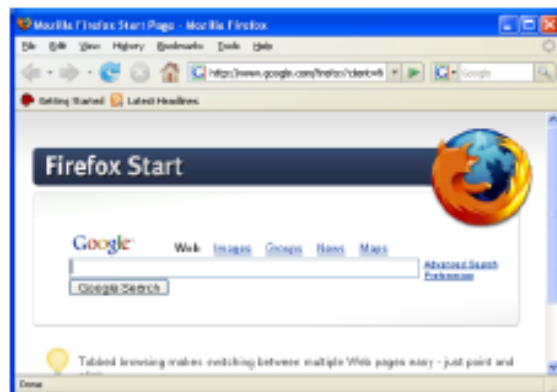 Mozilla Firefox Start Page - Mozilla Firefox
File Edit View History Bookmarks Tools Help
Google
Getting Started Latest Headlines
Firefox Start
Google Web Images Groups News Maps
Advanced Search
Preferences
Google Search
Tabbed browsing makes switching between multiple Web pages easy - just point and
Done